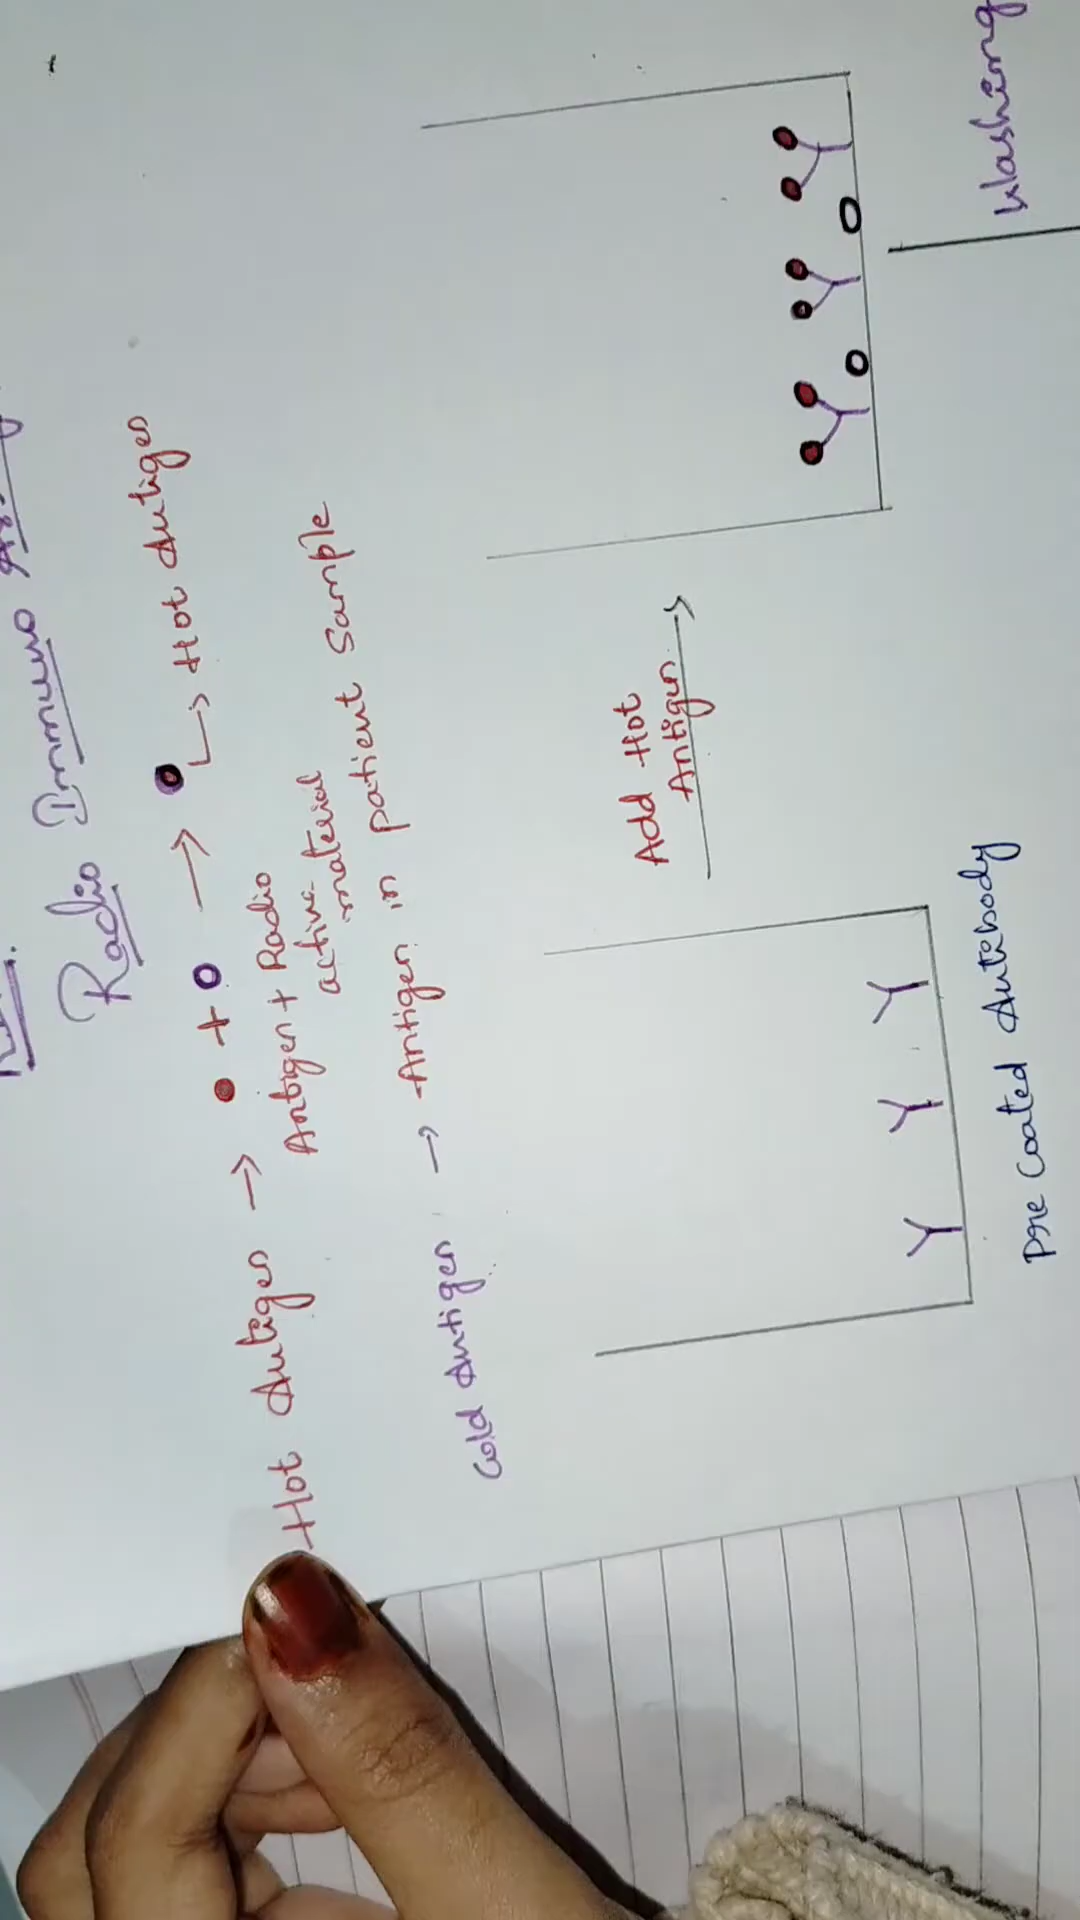 Radio Immuno
Hot Antigen → ● + o → Hot Antigen
Antigen + Radio
active
material
Cold Antigen → Antigen in patient Sample
Add Hot
Antigen
Pre Coated Antibody
Washing